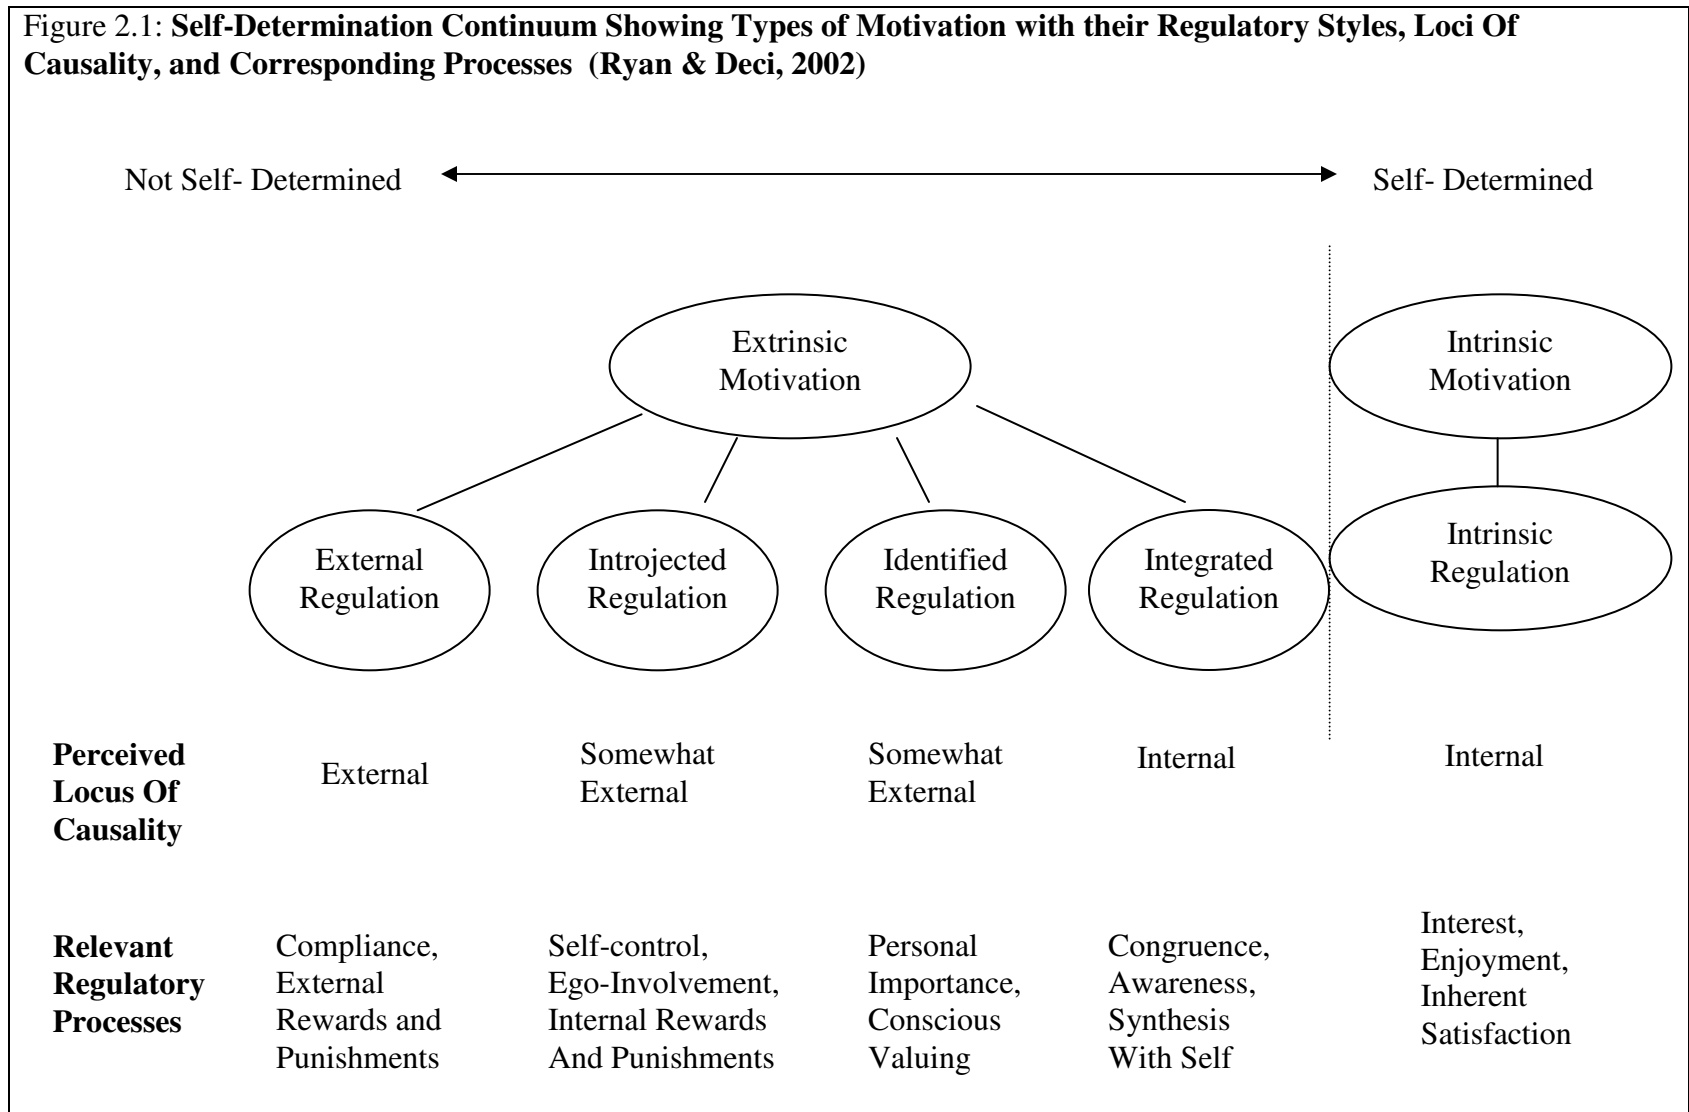 Figure 2.1: Self-Determination Continuum Showing Types of Motivation with their Regulatory Styles, Loci Of
Causality, and Corresponding Processes (Ryan & Deci, 2002)
Not Self- Determined
Self- Determined
Extrinsic
Motivation
Intrinsic
Motivation
External
Regulation
Introjected
Regulation
Identified
Regulation
Integrated
Regulation
Intrinsic
Regulation
Perceived
Locus Of
Causality
External
Somewhat
External
Somewhat
External
Internal
Internal
Relevant
Regulatory
Processes
Compliance,
External
Rewards and
Punishments
Self-control,
Ego-Involvement,
Internal Rewards
And Punishments
Personal
Importance,
Conscious
Valuing
Congruence,
Awareness,
Synthesis
With Self
Interest,
Enjoyment,
Inherent
Satisfaction